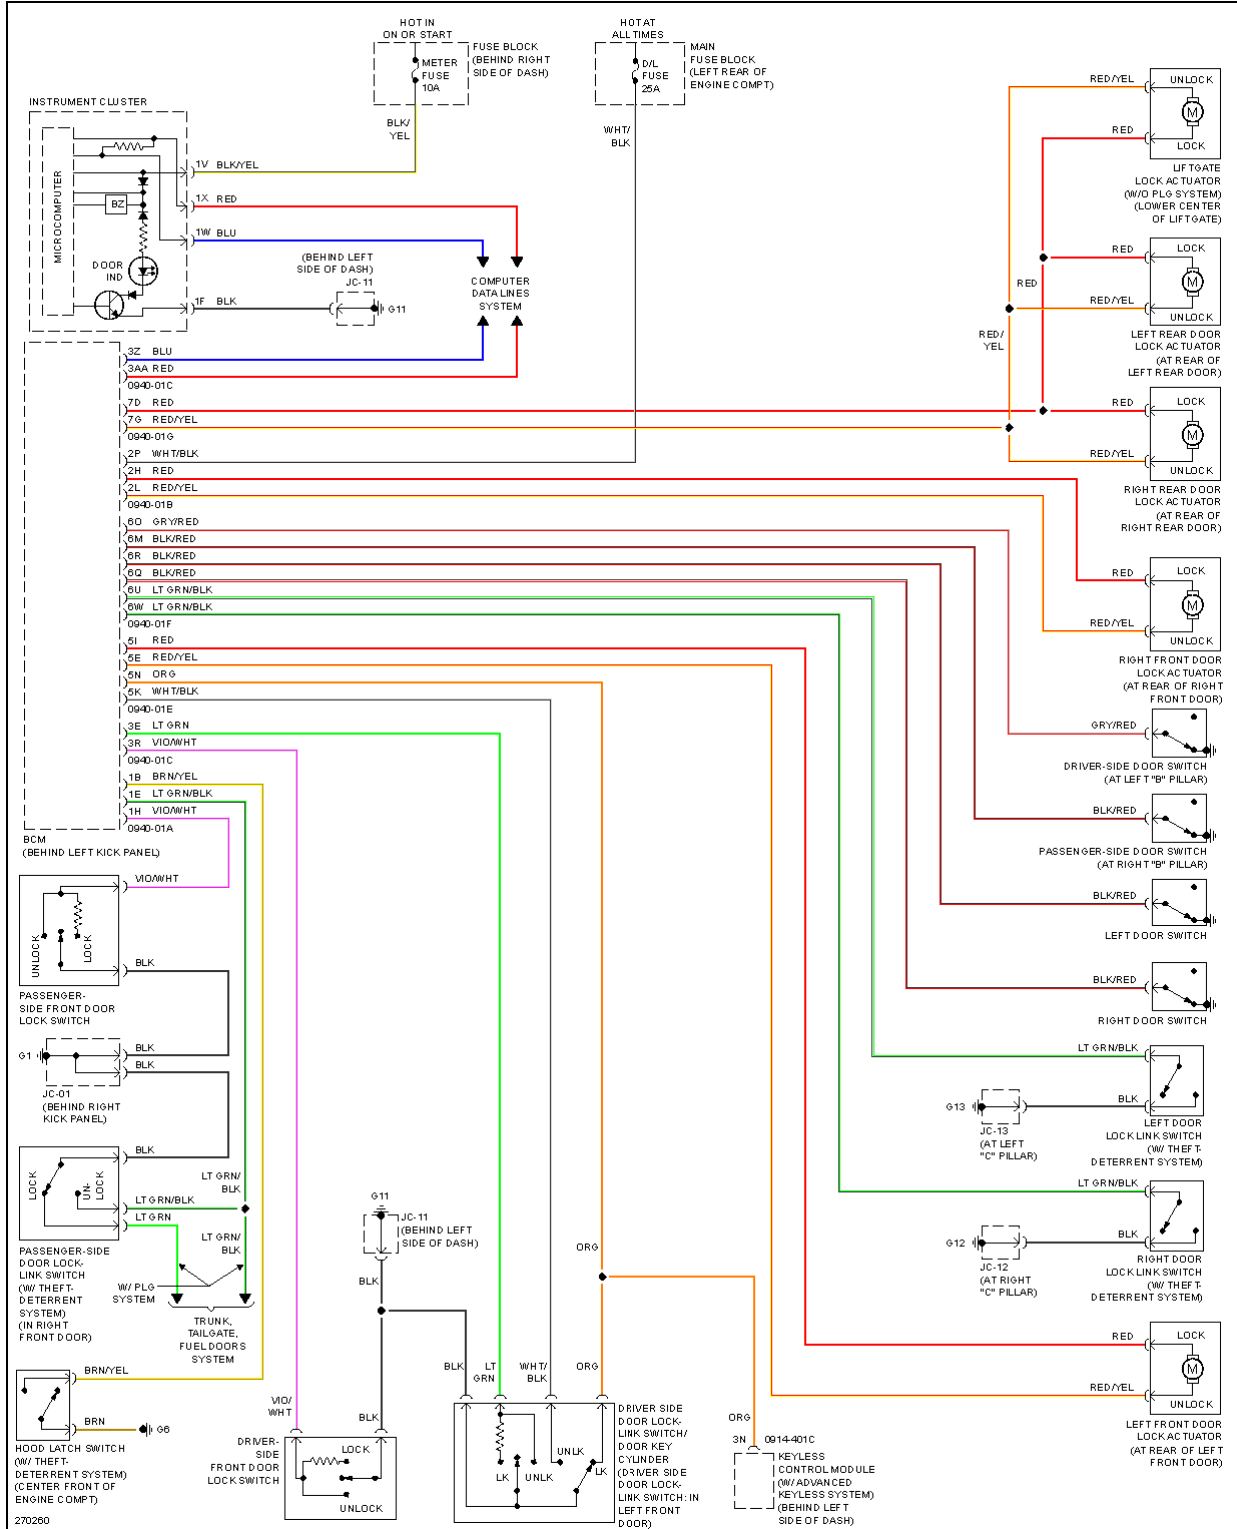 HOT IN
ON OR START
METER
FUSE
10A
FUSE BLOCK
(BEHIND RIGHT
SIDE OF DASH)
HOT AT
ALL TIMES
D/L
FUSE
25A
MAIN
FUSE BLOCK
(LEFT REAR OF
ENGINE COMPT)
BLK/
YEL
WHT/
BLK
INSTRUMENT CLUSTER
MICROCOMPUTER
BZ
DOOR
IND
1V BLK/YEL
1X RED
1W BLU
1F BLK
(BEHIND LEFT
SIDE OF DASH)
JC-11
G11
COMPUTER
DATA LINES
SYSTEM
3Z BLU
3AA RED
0940-01C
7D RED
7G RED/YEL
0940-01G
2P WHT/BLK
2H RED
2L RED/YEL
0940-01B
6O GRY/RED
6M BLK/RED
6R BLK/RED
6Q BLK/RED
6U LT GRN/BLK
6W LT GRN/BLK
0940-01F
5I RED
5E RED/YEL
5N ORG
5K WHT/BLK
0940-01E
3E LT GRN
3R VIO/WHT
0940-01C
1B BRN/YEL
1E LT GRN/BLK
1H VIO/WHT
0940-01A
BCM
(BEHIND LEFT KICK PANEL)
RED/YEL
RED
UNLOCK
M
LOCK
LIFTGATE
LOCK ACTUATOR
(W/O PLG SYSTEM)
(LOWER CENTER
OF LIFTGATE)
RED
RED
RED/YEL
RED/
YEL
LOCK
M
UNLOCK
LEFT REAR DOOR
LOCK ACTUATOR
(AT REAR OF
LEFT REAR DOOR)
RED
RED/YEL
LOCK
M
UNLOCK
RIGHT REAR DOOR
LOCK ACTUATOR
(AT REAR OF
RIGHT REAR DOOR)
RED
RED/YEL
LOCK
M
UNLOCK
RIGHT FRONT DOOR
LOCK ACTUATOR
(AT REAR OF RIGHT
FRONT DOOR)
GRY/RED
DRIVER-SIDE DOOR SWITCH
(AT LEFT "B" PILLAR)
BLK/RED
PASSENGER-SIDE DOOR SWITCH
(AT RIGHT "B" PILLAR)
BLK/RED
LEFT DOOR SWITCH
BLK/RED
RIGHT DOOR SWITCH
LT GRN/BLK
BLK
G13
JC-13
(AT LEFT
"C" PILLAR)
LEFT DOOR
LOCK LINK SWITCH
(W/ THEFT-
DETERRENT SYSTEM)
LT GRN/BLK
BLK
G12
JC-12
(AT RIGHT
"C" PILLAR)
RIGHT DOOR
LOCK LINK SWITCH
(W/ THEFT-
DETERRENT SYSTEM)
RED
RED/YEL
LOCK
M
UNLOCK
LEFT FRONT DOOR
LOCK ACTUATOR
(AT REAR OF LEFT
FRONT DOOR)
VIO/WHT
UNLOCK
LOCK
BLK
PASSENGER-
SIDE FRONT DOOR
LOCK SWITCH
G1
BLK
BLK
JC-01
(BEHIND RIGHT
KICK PANEL)
BLK
LOCK
UN-
LOCK
LT GRN/BLK
LT GRN
LT GRN/
BLK
LT GRN/
BLK
PASSENGER-SIDE
DOOR LOCK-
LINK SWITCH
(W/ THEFT-
DETERRENT
SYSTEM)
(IN RIGHT
FRONT DOOR)
W/ PLG
SYSTEM
TRUNK,
TAILGATE,
FUEL DOORS
SYSTEM
BRN/YEL
BRN
G6
HOOD LATCH SWITCH
(W/ THEFT-
DETERRENT SYSTEM)
(CENTER FRONT OF
ENGINE COMPT)
G11
JC-11
(BEHIND LEFT
SIDE OF DASH)
BLK
VIO/
WHT
BLK
DRIVER-
SIDE
FRONT DOOR
LOCK SWITCH
LOCK
UNLOCK
BLK
LT
GRN
WHT/
BLK
ORG
ORG
LK
UNLK
UNLK
LK
DRIVER SIDE
DOOR LOCK-
LINK SWITCH/
DOOR KEY
CYLINDER
(DRIVER SIDE
DOOR LOCK-
LINK SWITCH: IN
LEFT FRONT
DOOR)
ORG
3N 0914-401C
KEYLESS
CONTROL MODULE
(W/ ADVANCED
KEYLESS SYSTEM)
(BEHIND LEFT
SIDE OF DASH)
270260